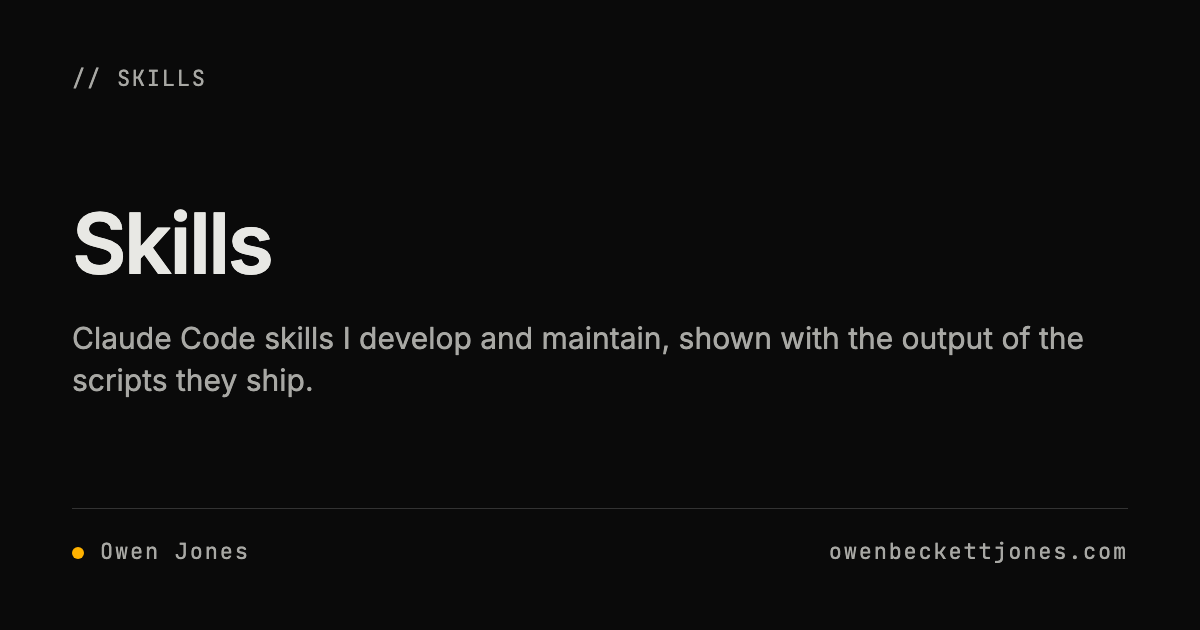 // SKILLS
Skills
Claude Code skills I develop and maintain, shown with the output of the
scripts they ship.
Owen Jones
owenbeckettjones.com